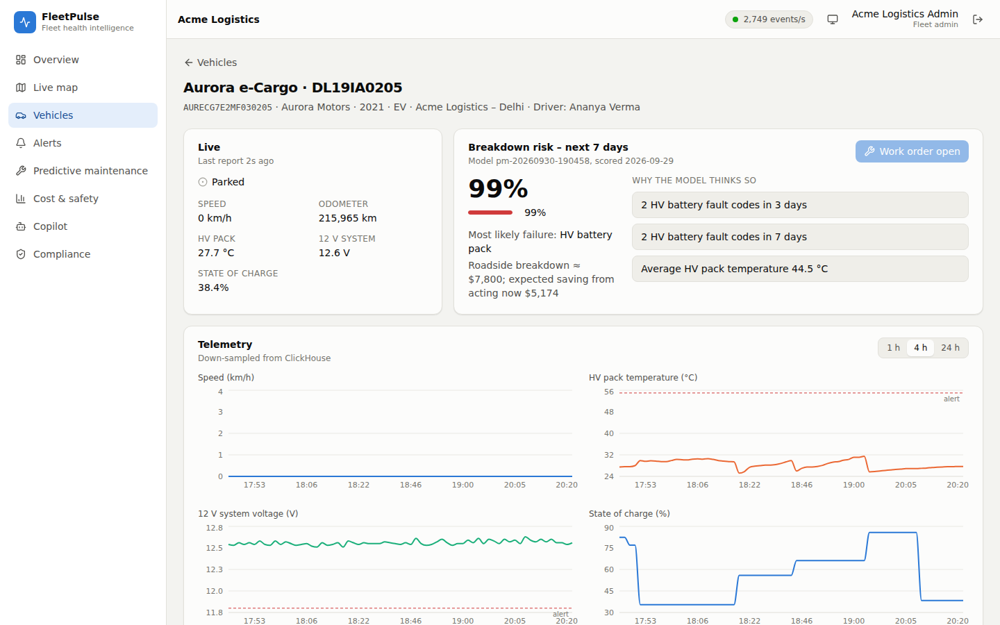 FleetPulse
Fleet health intelligence
Overview
Live map
Vehicles
Alerts
Predictive maintenance
Cost & safety
Copilot
Compliance
Acme Logistics
2,749 events/s
Acme Logistics Admin
Fleet admin
Vehicles
Aurora e-Cargo · DL19IA0205
AURECG7E2MF030205 · Aurora Motors · 2021 · EV · Acme Logistics – Delhi · Driver: Ananya Verma
Live
Last report 2s ago
Parked
SPEED
0 km/h
ODOMETER
215,965 km
HV PACK
27.7 °C
12 V SYSTEM
12.6 V
STATE OF CHARGE
38.4%
Breakdown risk – next 7 days
Model pm-20260930-190458, scored 2026-09-29
Work order open
99%
99%
Most likely failure: HV battery
pack
Roadside breakdown ≈
$7,800; expected saving from
acting now $5,174
WHY THE MODEL THINKS SO
2 HV battery fault codes in 3 days
2 HV battery fault codes in 7 days
Average HV pack temperature 44.5 °C
Telemetry
Down-sampled from ClickHouse
1 h
4 h
24 h
Speed (km/h)
4
3
2
1
0
17:53 18:06 18:22 18:46 19:00 20:05 20:20
HV pack temperature (°C)
56
48
40
32
24
alert
17:53 18:06 18:22 18:46 19:00 20:05 20:20
12 V system voltage (V)
12.8
12.5
12.3
12.0
11.8
alert
17:53 18:06 18:22 18:46 19:00 20:05 20:20
State of charge (%)
90
75
60
45
30
17:53 18:06 18:22 18:46 19:00 20:05 20:20